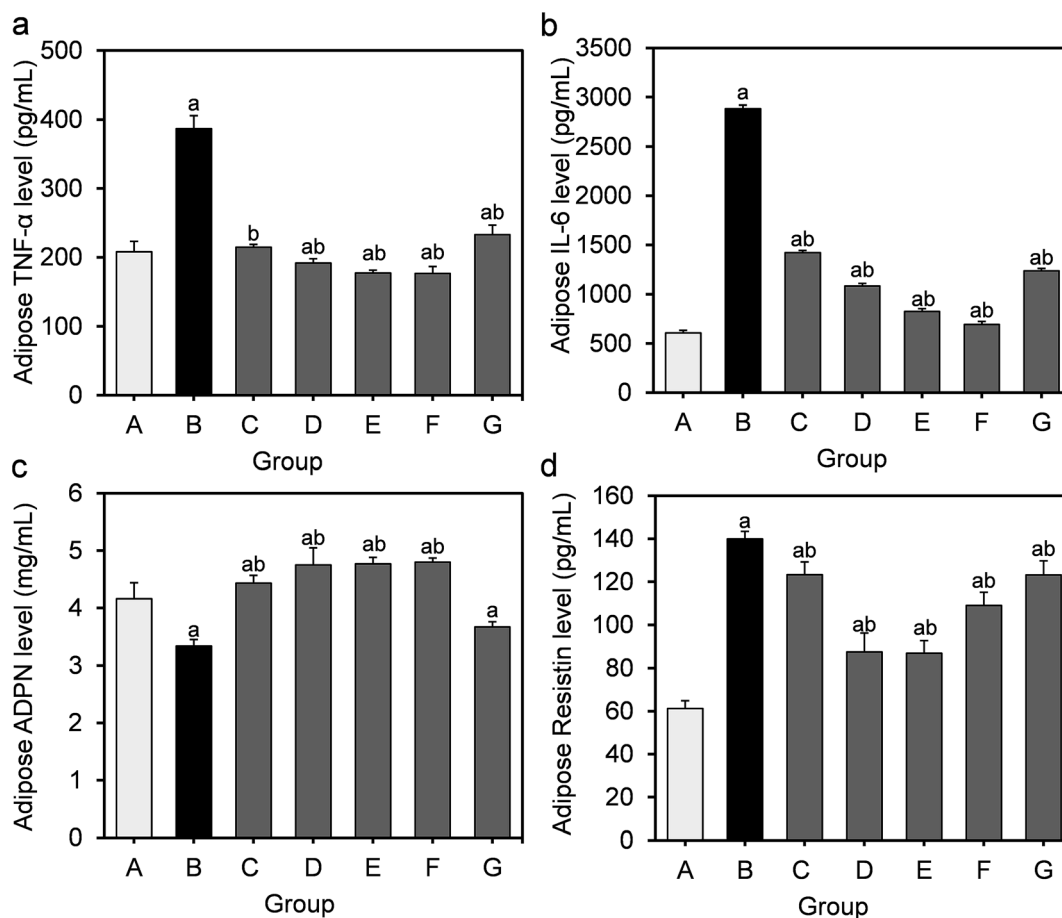 a
Adipose TNF-α level (pg/mL)
500
400
300
200
100
0
a
b
ab
ab
ab
ab
A B C D E F G
Group
b
Adipose IL-6 level (pg/mL)
3500
3000
2500
2000
1500
1000
500
0
a
ab
ab
ab
ab
ab
A B C D E F G
Group
c
Adipose ADPN level (mg/mL)
6
5
4
3
2
1
0
a
ab
ab
ab
ab
a
A B C D E F G
Group
d
Adipose Resistin level (pg/mL)
160
140
120
100
80
60
40
20
0
a
ab
ab
ab
ab
ab
A B C D E F G
Group